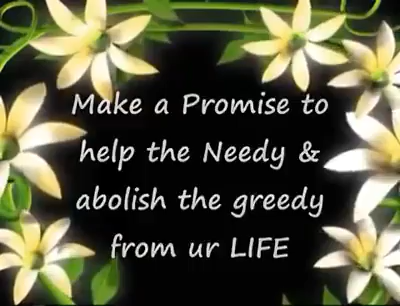 Make a Promise to
help the Needy &
abolish the greedy
from ur LIFE